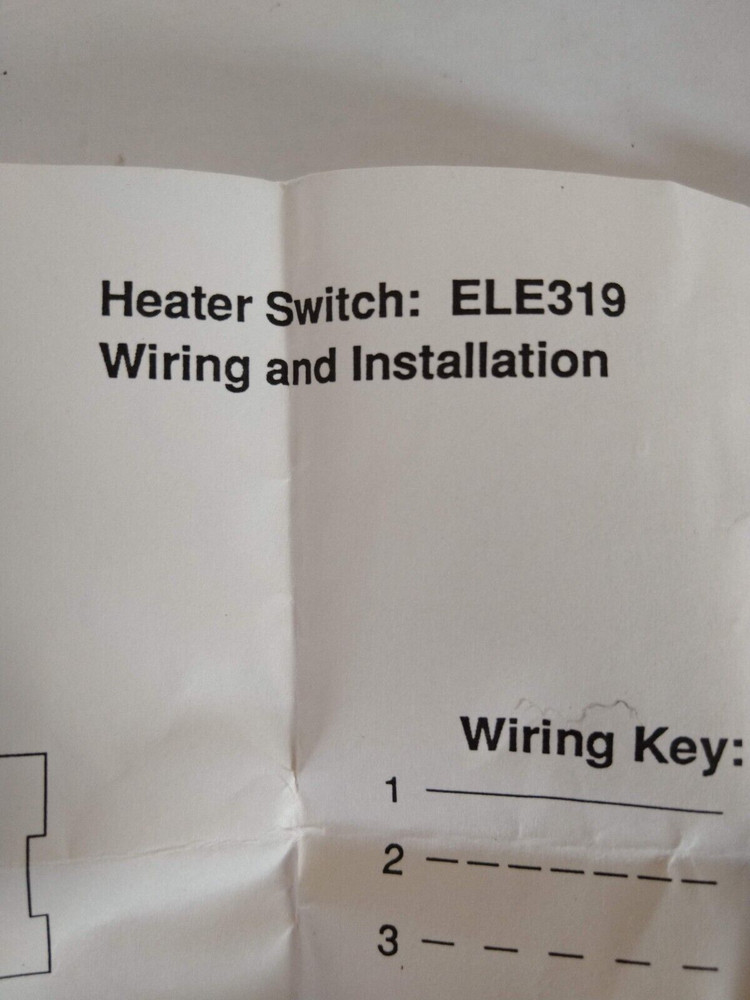 Heater Switch: ELE319
Wiring and Installation
Wiring Key:
1
2
3